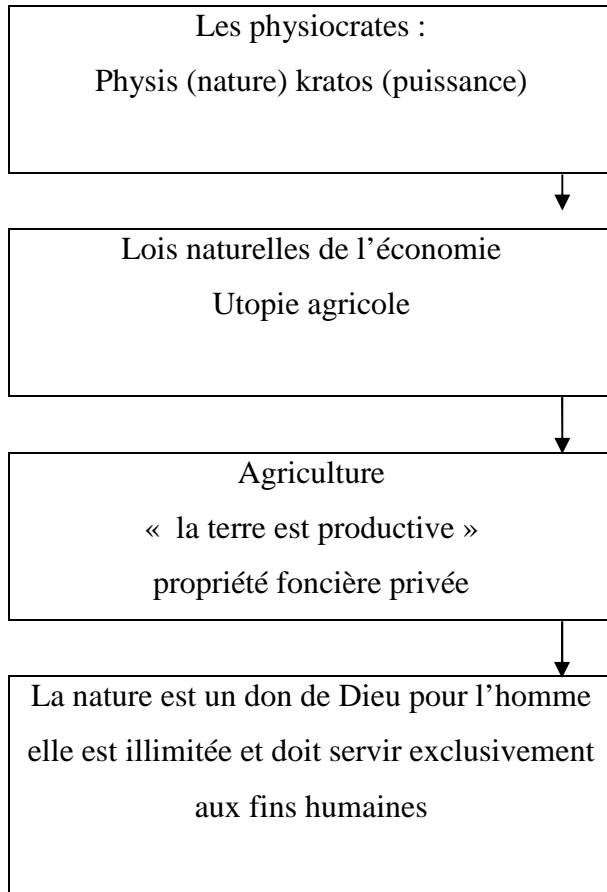 Les physiocrates :
Physis (nature) kratos (puissance)
Lois naturelles de l’économie
Utopie agricole
Agriculture
«  la terre est productive »
propriété foncière privée
La nature est un don de Dieu pour l’homme
elle est illimitée et doit servir exclusivement
aux fins humaines